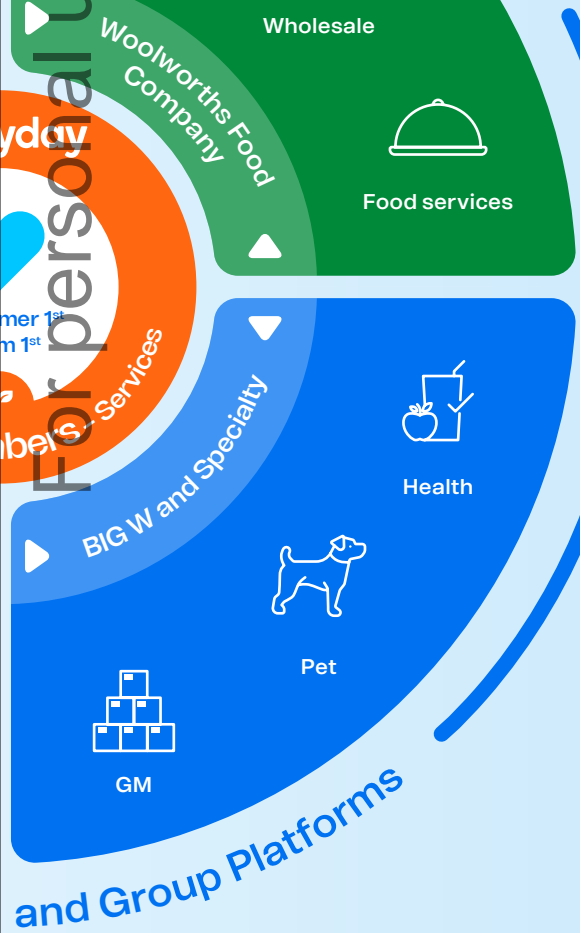 Wholesale
Woolworths Food
Company
Food services
yday
For personal u
mer 1st
m 1st
bers - Services
BIG W and Specialty
Health
Pet
GM
and Group Platforms